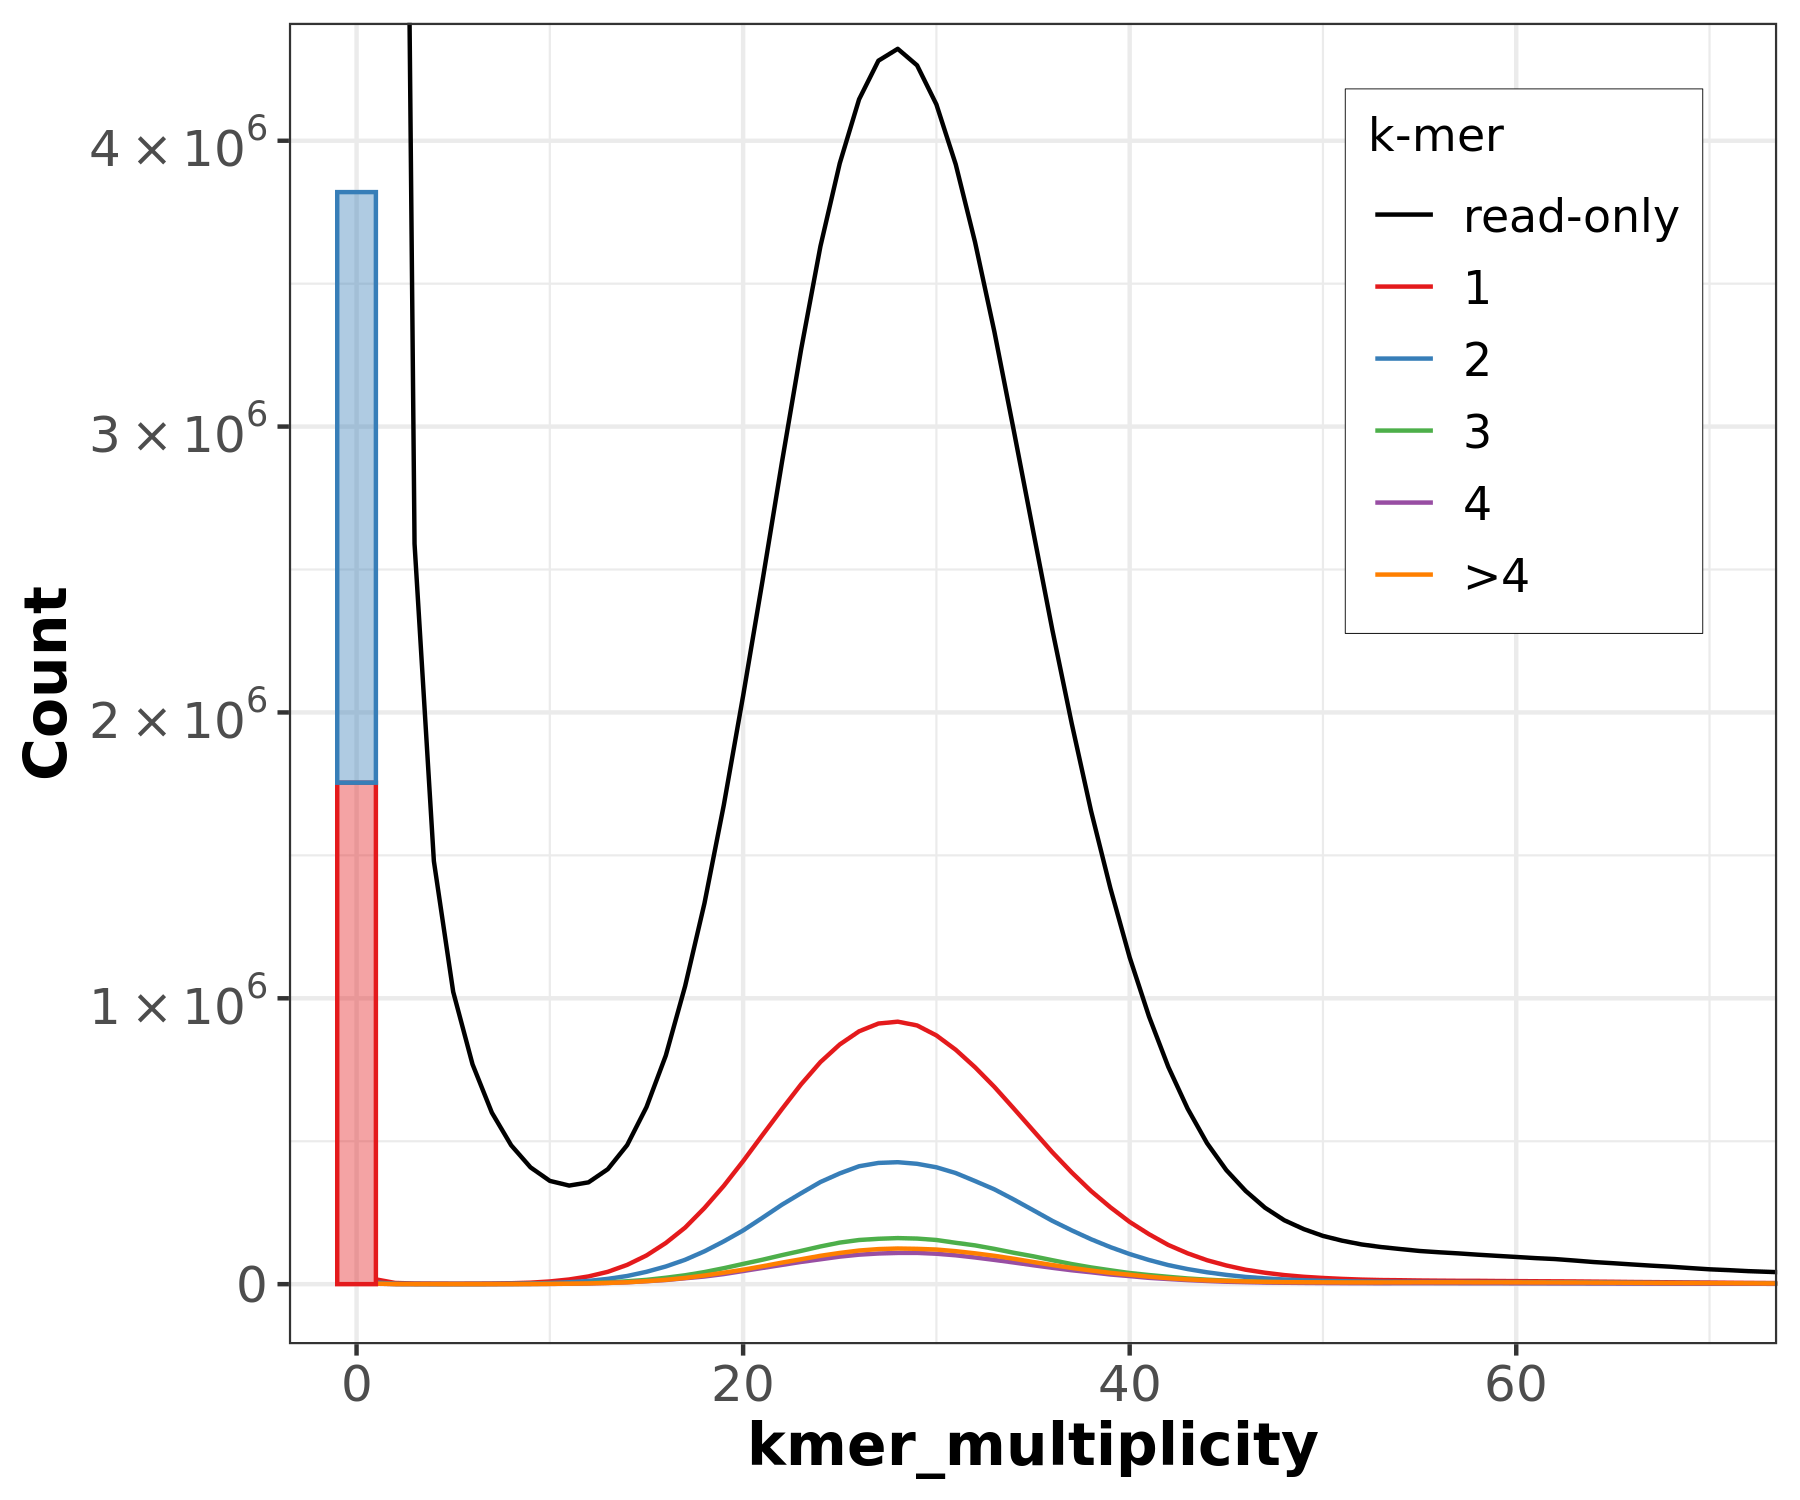 Count
4 × 10⁶
3 × 10⁶
2 × 10⁶
1 × 10⁶
0
k-mer
read-only
1
2
3
4
>4
0 20 40 60
kmer_multiplicity